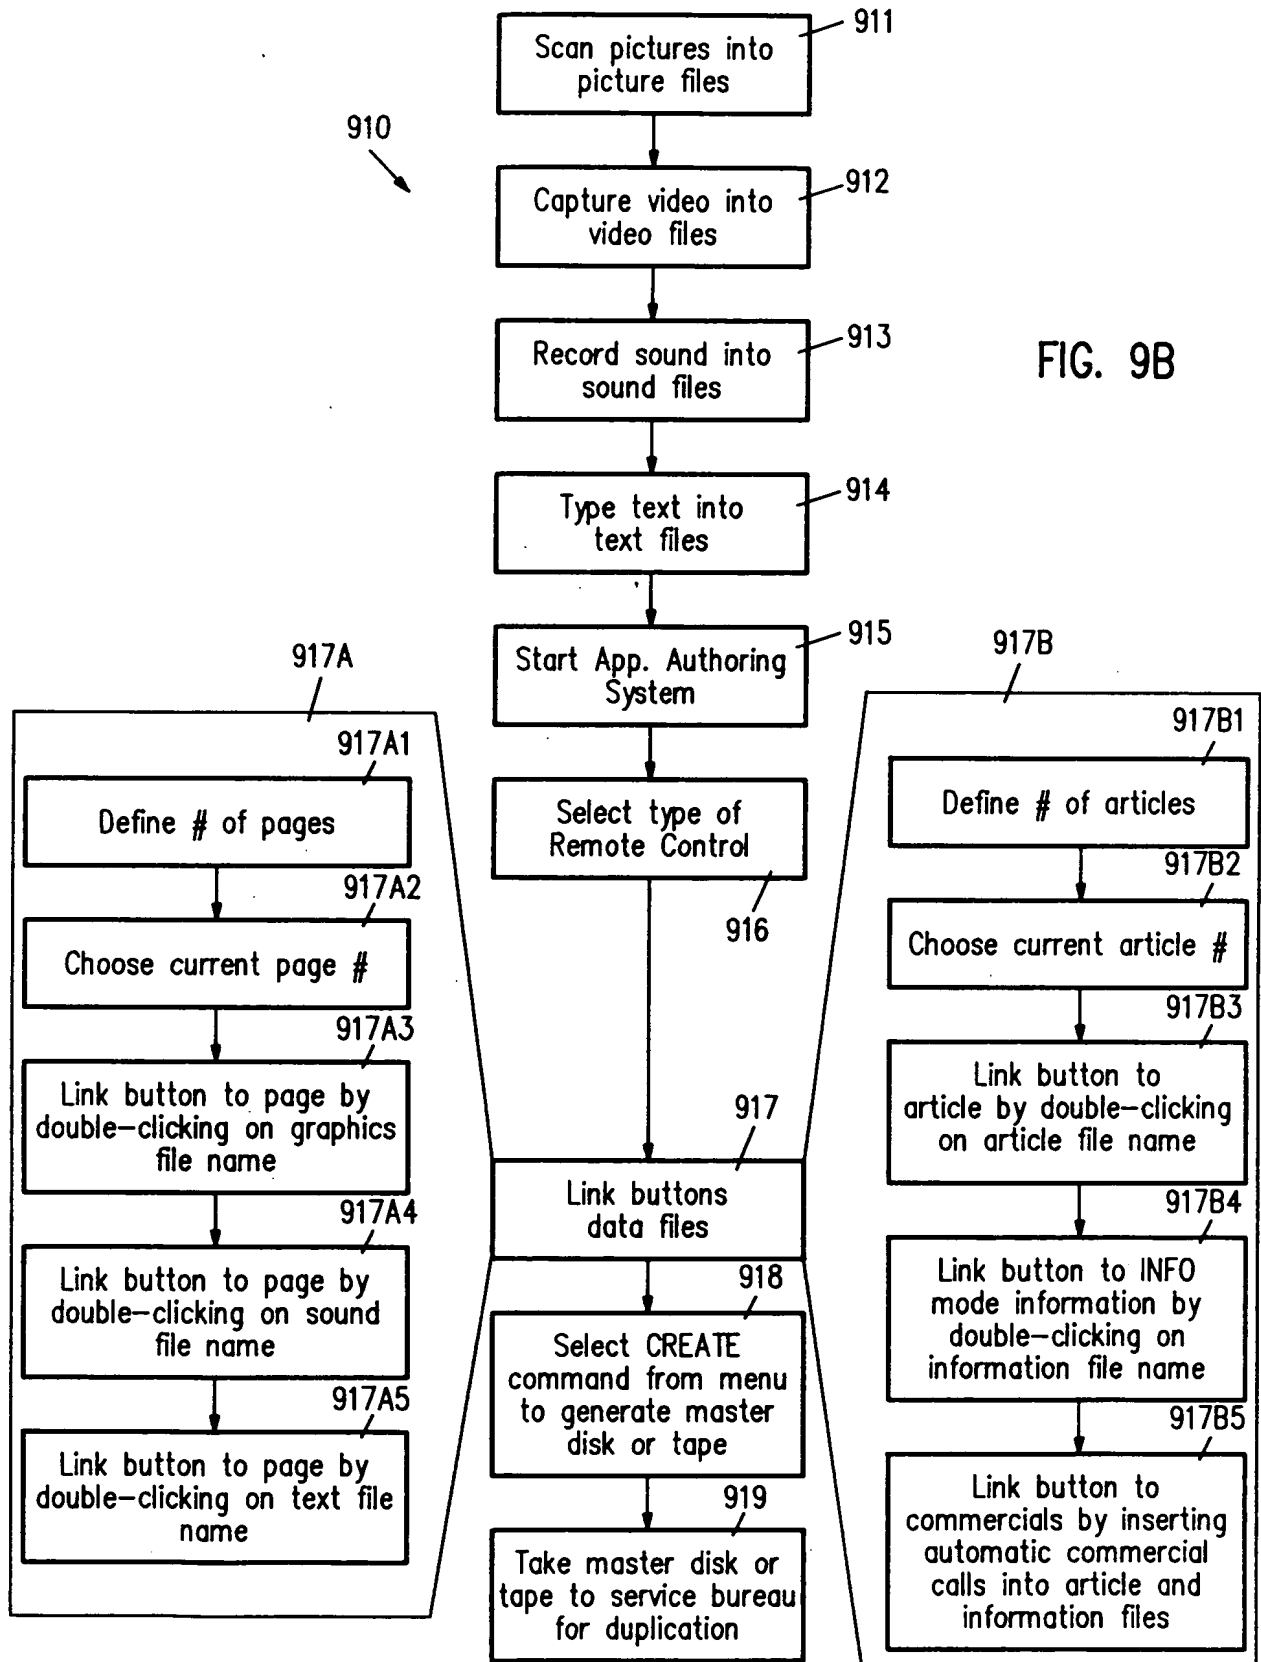 911
Scan pictures into
picture files
910
912
Capture video into
video files
913
Record sound into
sound files
FIG. 9B
914
Type text into
text files
915
Start App. Authoring
System
Select type of
Remote Control
916
917A
917A1
Define # of pages
917A2
Choose current page #
917A3
Link button to page by
double-clicking on graphics
file name
917A4
Link button to page by
double-clicking on sound
file name
917A5
Link button to page by
double-clicking on text file
name
917
Link buttons
data files
918
Select CREATE
command from menu
to generate master
disk or tape
919
Take master disk or
tape to service bureau
for duplication
917B
917B1
Define # of articles
917B2
Choose current article #
917B3
Link button to
article by double-clicking
on article file name
917B4
Link button to INFO
mode information by
double-clicking on
information file name
917B5
Link button to
commercials by inserting
automatic commercial
calls into article and
information files